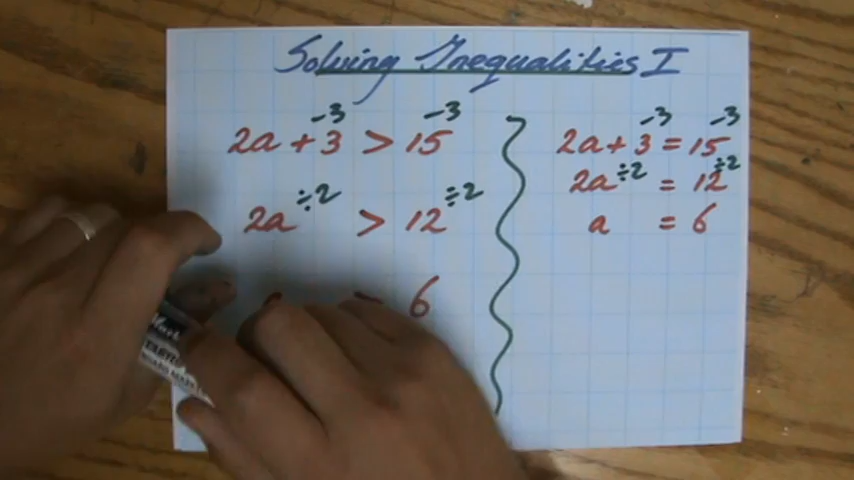 Solving Inequalities I
-3 -3
2a + 3 > 15
÷2 ÷2
2a > 12
6
-3 -3
2a + 3 = 15
÷2 ÷2
2a = 12
a = 6